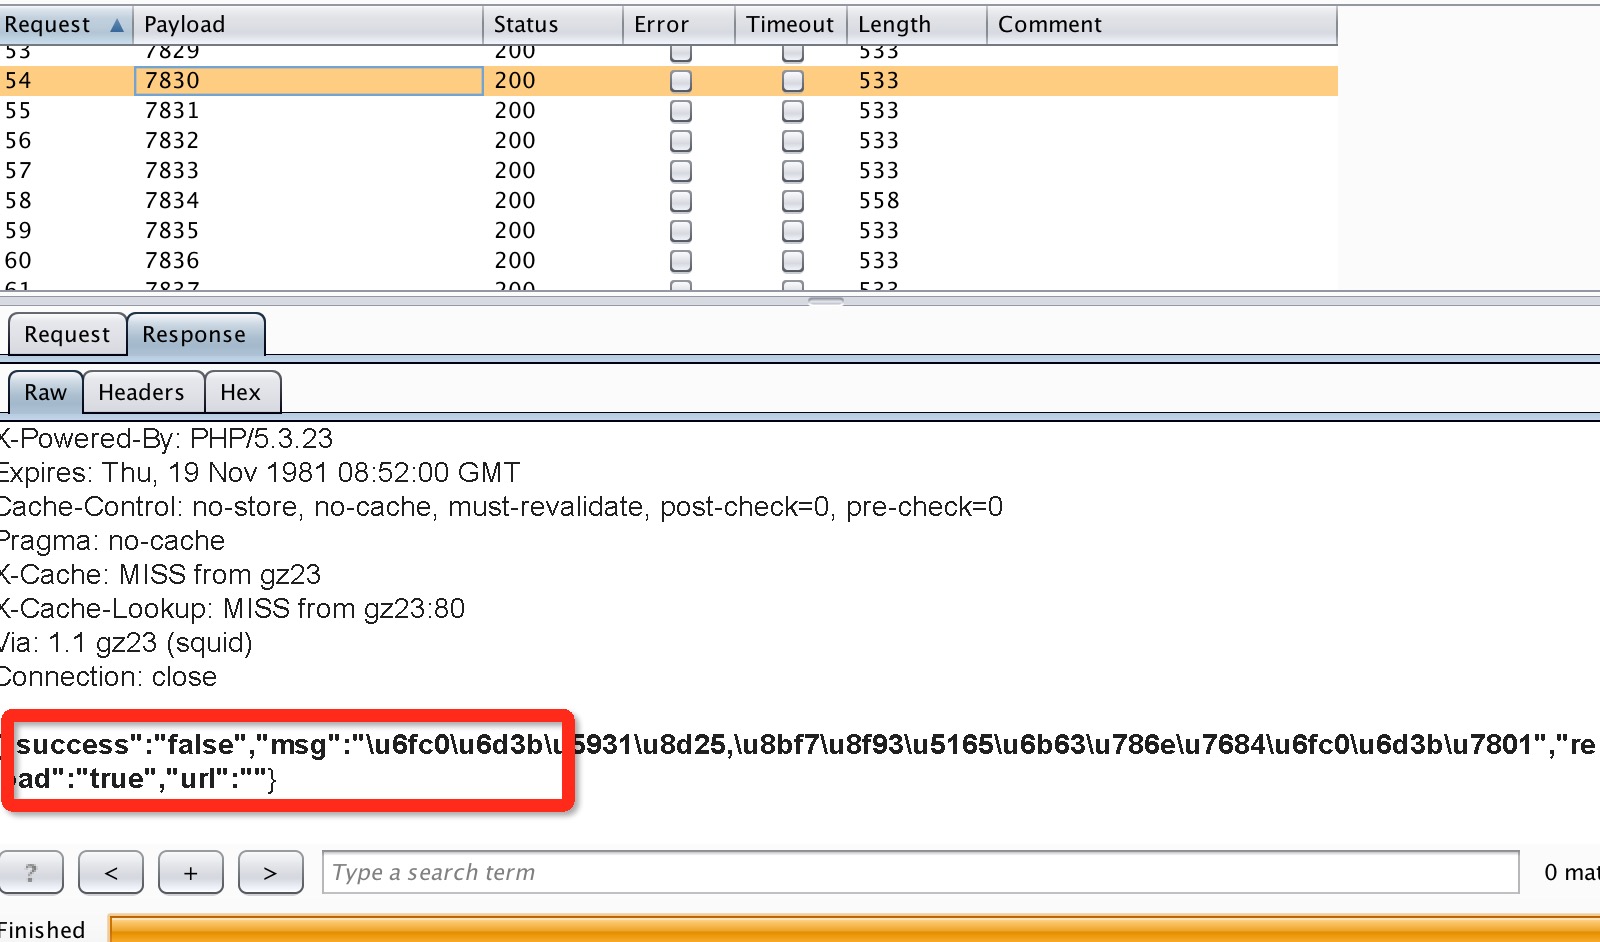 Request Payload Status Error Timeout Length Comment
53 7829 200 533
54 7830 200 533
55 7831 200 533
56 7832 200 533
57 7833 200 533
58 7834 200 558
59 7835 200 533
60 7836 200 533
61 7837 200 533
Request Response
Raw Headers Hex
X-Powered-By: PHP/5.3.23
Expires: Thu, 19 Nov 1981 08:52:00 GMT
Cache-Control: no-store, no-cache, must-revalidate, post-check=0, pre-check=0
Pragma: no-cache
X-Cache: MISS from gz23
X-Cache-Lookup: MISS from gz23:80
Via: 1.1 gz23 (squid)
Connection: close
success":"false","msg":"\u6fc0\u6d3b\u5931\u8d25,\u8bf7\u8f93\u5165\u6b63\u786e\u7684\u6fc0\u6d3b\u7801","re
oad":"true","url":""}
? < + > Type a search term 0 mat
Finished